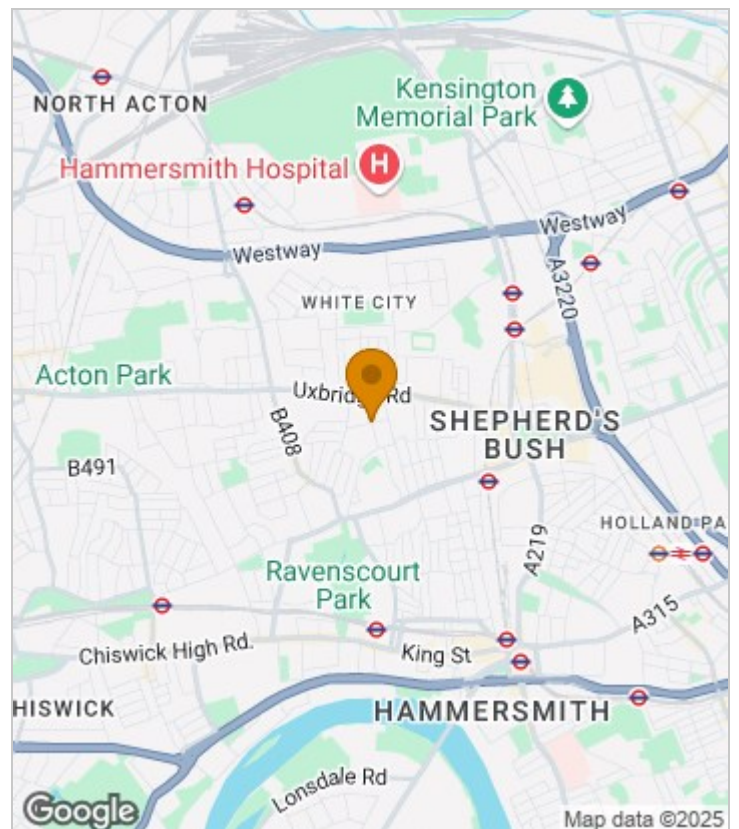 NORTH ACTON
Kensington
Memorial Park
Hammersmith Hospital
H
Westway
Westway
A3220
WHITE CITY
Acton Park
Uxbridge Rd
B408
SHEPHERD'S
BUSH
B491
HOLLAND PA
A219
Ravenscourt
Park
A315
Chiswick High Rd.
King St
HISWICK
HAMMERSMITH
Lonsdale Rd
Google
Map data ©2025